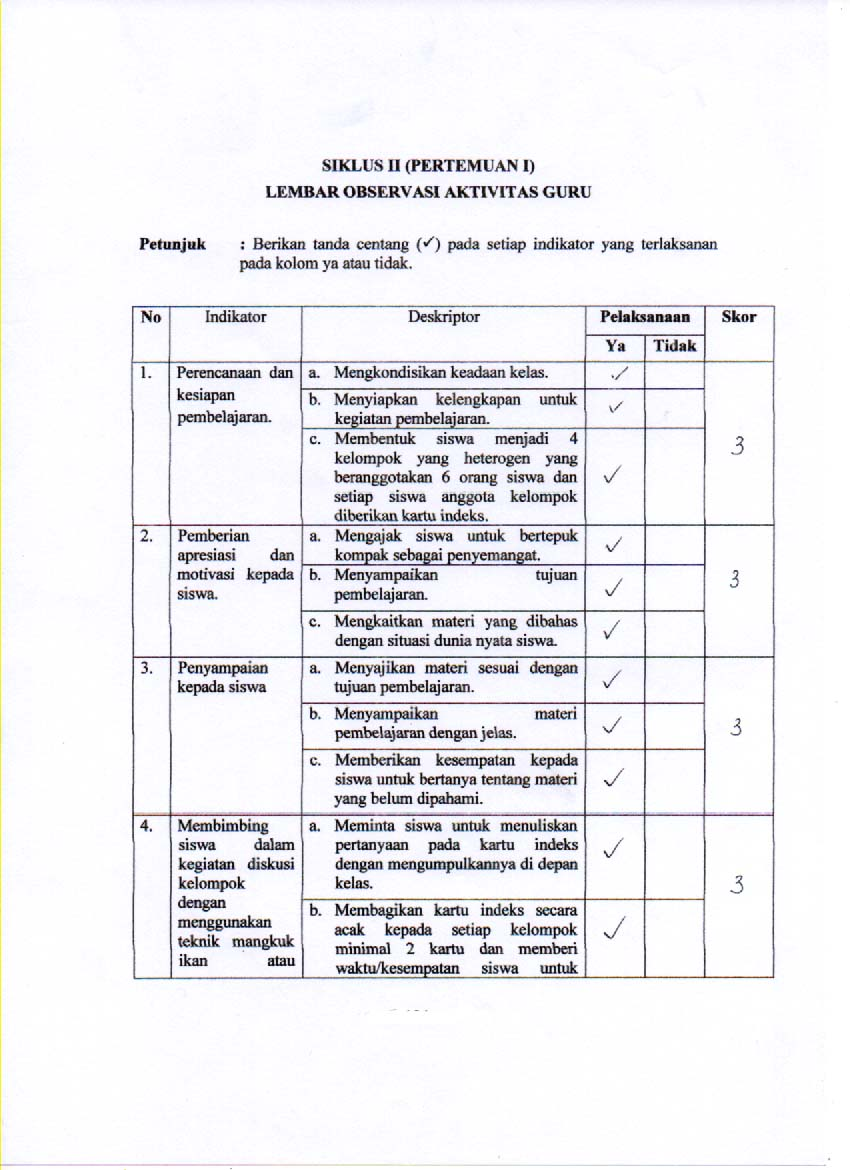 SIKLUS II (PERTEMUAN I)
LEMBAR OBSERVASI AKTIVITAS GURU
Petunjuk : Berikan tanda centang (✓) pada setiap indikator yang terlaksanan
pada kolom ya atau tidak.
No Indikator Deskriptor Pelaksanaan Skor
Ya Tidak
1. Perencanaan dan
kesiapan
pembelajaran.
a. Mengkondisikan keadaan kelas. ✓
b. Menyiapkan kelengkapan untuk
kegiatan pembelajaran. ✓
c. Membentuk siswa menjadi 4
kelompok yang heterogen yang
beranggotakan 6 orang siswa dan
setiap siswa anggota kelompok
diberikan kartu indeks. ✓
3
2. Pemberian
apresiasi dan
motivasi kepada
siswa.
a. Mengajak siswa untuk bertepuk
kompak sebagai penyemangat. ✓
b. Menyampaikan tujuan
pembelajaran. ✓
c. Mengkaitkan materi yang dibahas
dengan situasi dunia nyata siswa. ✓
3
3. Penyampaian
kepada siswa
a. Menyajikan materi sesuai dengan
tujuan pembelajaran. ✓
b. Menyampaikan materi
pembelajaran dengan jelas. ✓
c. Memberikan kesempatan kepada
siswa untuk bertanya tentang materi
yang belum dipahami. ✓
3
4. Membimbing
siswa dalam
kegiatan diskusi
kelompok
dengan
menggunakan
teknik mangkuk
ikan atau
a. Meminta siswa untuk menuliskan
pertanyaan pada kartu indeks
dengan mengumpulkannya di depan
kelas. ✓
b. Membagikan kartu indeks secara
acak kepada setiap kelompok
minimal 2 kartu dan memberi
waktu/kesempatan siswa untuk ✓
3